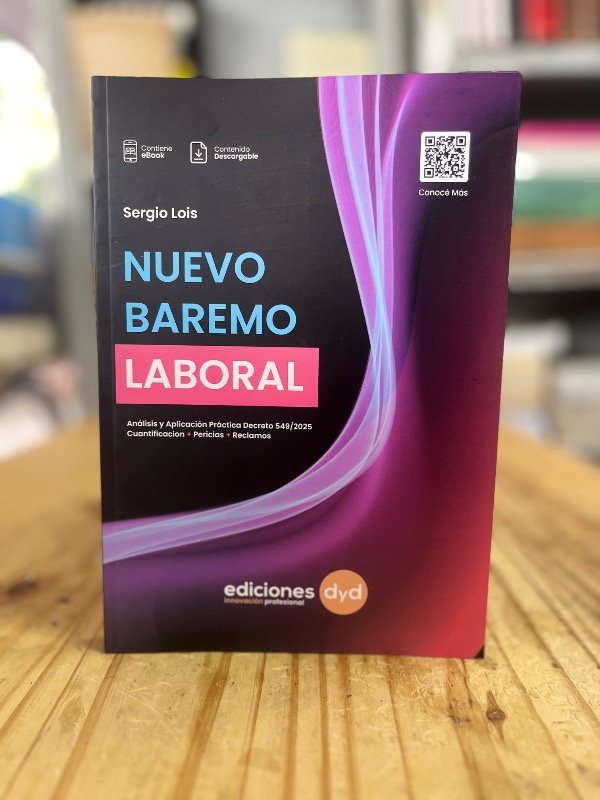 Contiene
eBook
Contenido
Descargable
Conocé Más
Sergio Lois
NUEVO
BAREMO
LABORAL
Análisis y Aplicación Práctica Decreto 549/2025
Cuantificacion + Pericias + Reclamos
ediciones dyd
innovación profesional